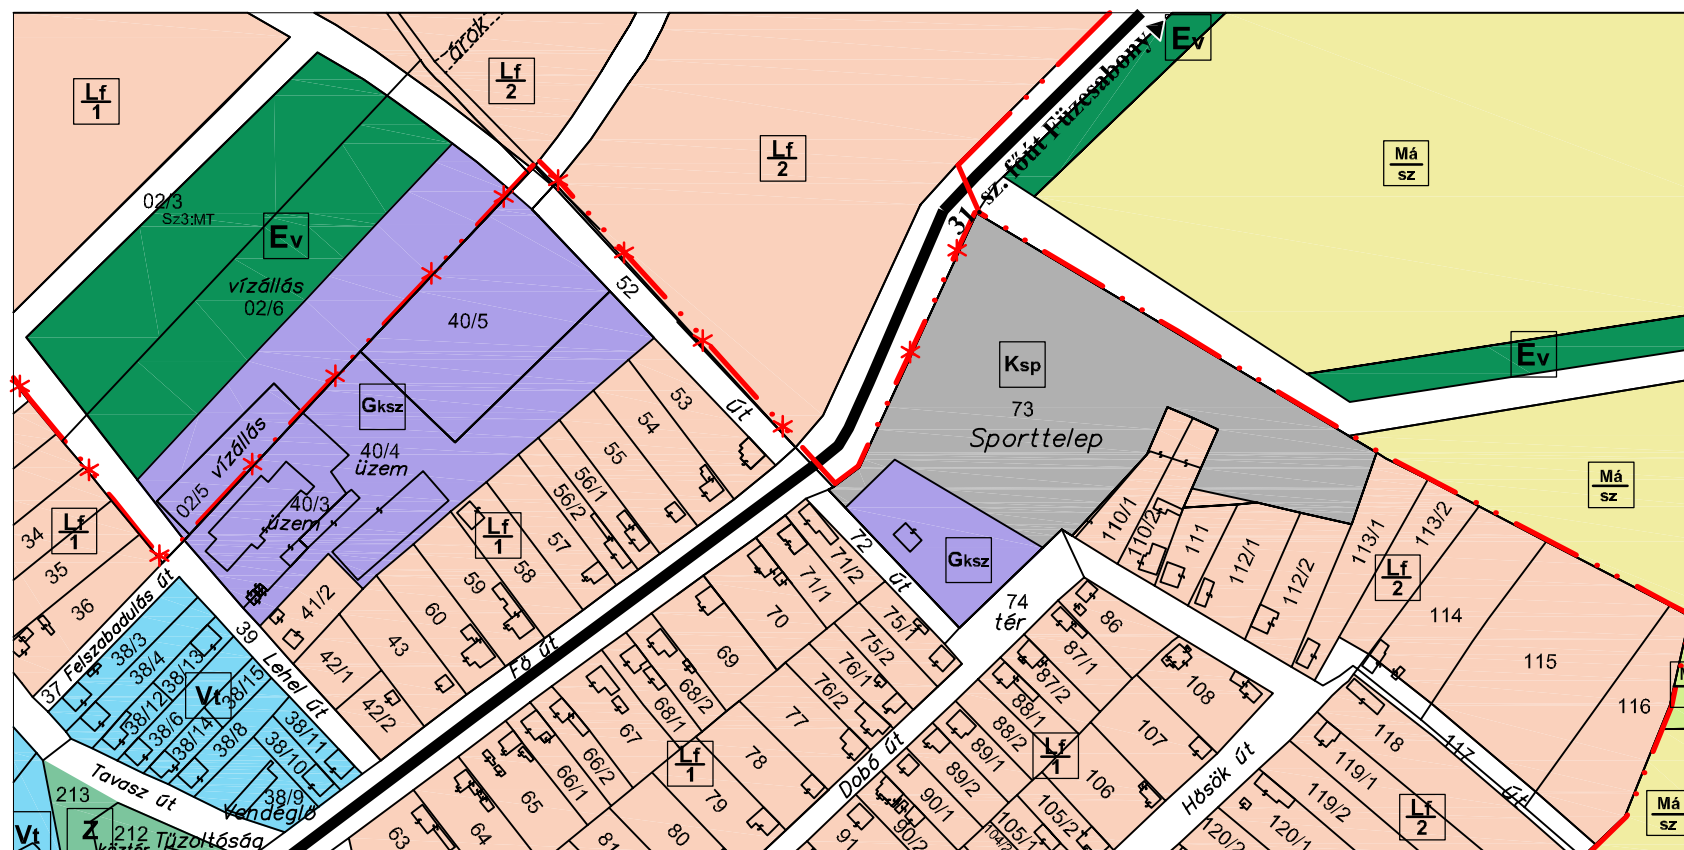 árok
Ev
Lf
1
Lf
2
Lf
2
31. sz. főút Füzesabony
Má
sz
02/3
Sz3:MT
Ev
vízállás
02/6
52
40/5
Ksp
73
Sporttelep
Ev
Gksz
53
út
54
vízállás
40/4
üzem
55
56/1
56/2
02/5
40/3
üzem
34
Lf
1
35
36
Lf
1
57
58
59
60
Má
sz
110/1
110/2
111
112/1
112/2
113/1
113/2
Lf
2
72
út
Gksz
71/2
71/1
70
74
tér
86
87/1
87/2
88/1
88/2
114
115
116
37 Felszabadulás út
38/3
38/4
38/12
38/13
38/6
38/14
38/15
38/8
Vt
39
Lehel út
41/2
42/1
43
42/2
Fő út
69
68/2
68/1
67
66/2
66/1
65
64
63
75/1
75/2
76/1
76/2
77
78
79
80
81
Lf
1
108
107
106
Lf
1
89/1
89/2
90/1
90/2
91
105/2
105/1
104/2
Dobó út
Hősök út
118
117
út
119/1
119/2
120/1
120/2
Lf
2
Má
sz
38/11
38/10
38/9
Vendéglő
Tavasz út
213
Z
212
köztér
Tűzoltóság
Vt